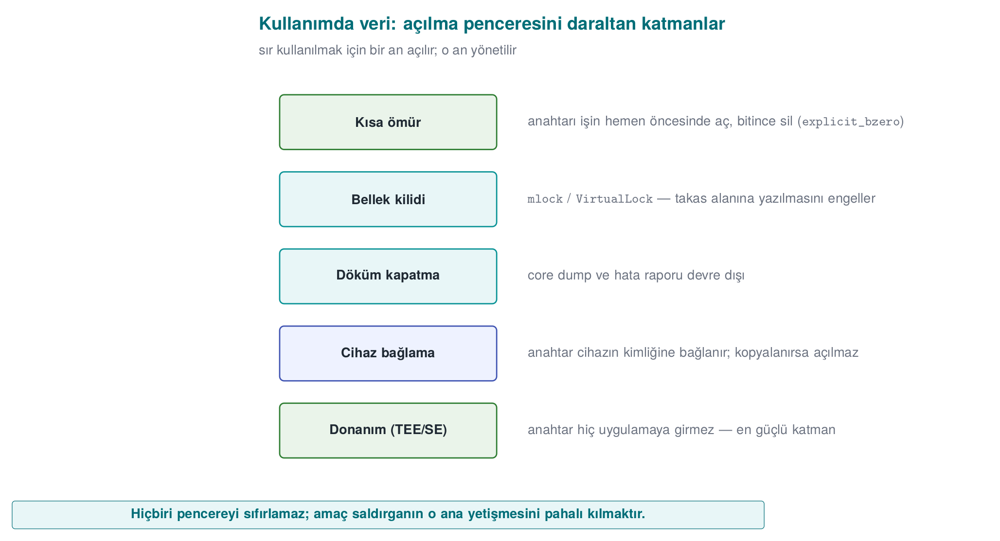 Kullanımda veri: açılma penceresini daraltan katmanlar
sır kullanılmak için bir an açılır; o an yönetilir
Kısa ömür
anahtarı işin hemen öncesinde aç, bitince sil (explicit_bzero)
Bellek kilidi
mlock / VirtualLock — takas alanına yazılmasını engeller
Döküm kapatma
core dump ve hata raporu devre dışı
Cihaz bağlama
anahtar cihazın kimliğine bağlanır; kopyalanırsa açılmaz
Donanım (TEE/SE)
anahtar hiç uygulamaya girmez — en güçlü katman
Hiçbiri pencereyi sıfırlamaz; amaç saldırganın o ana yetişmesini pahalı kılmaktır.